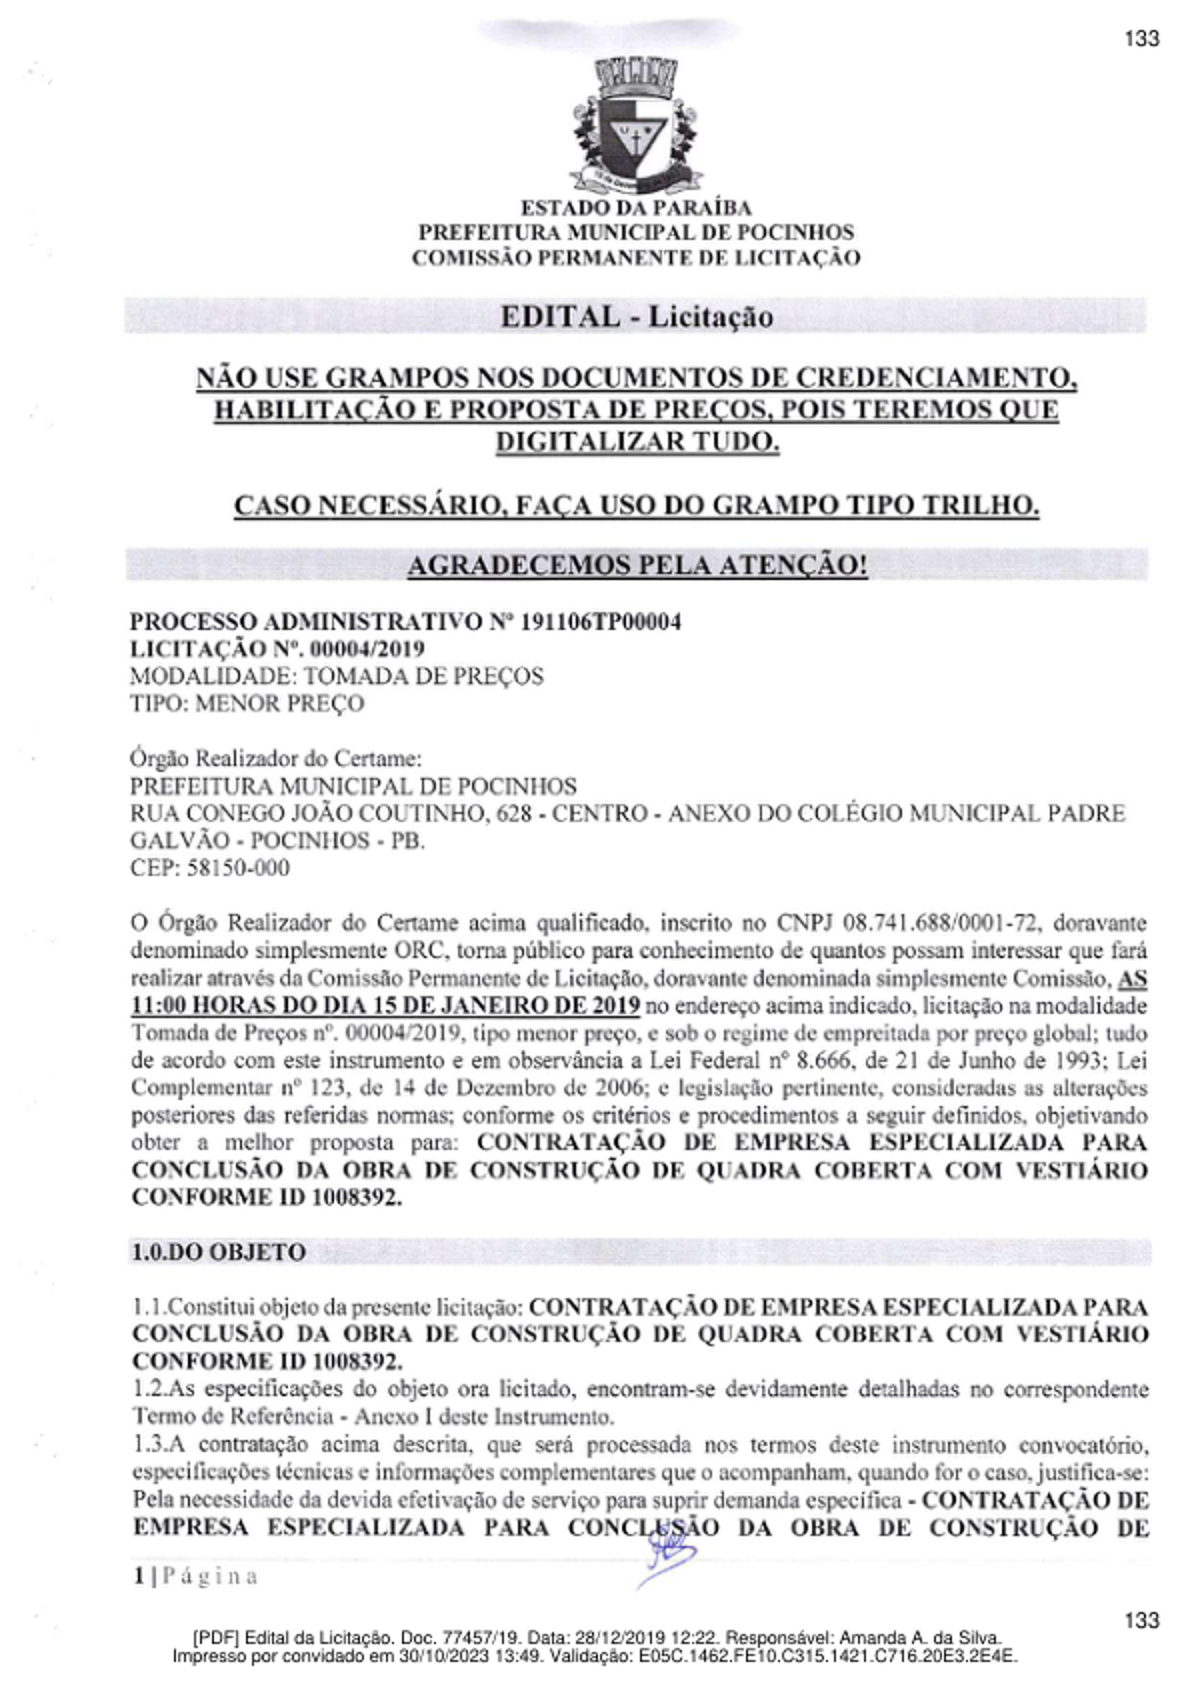 133
ESTADO DA PARAÍBA
PREFEITURA MUNICIPAL DE POCINHOS
COMISSÃO PERMANENTE DE LICITAÇÃO
EDITAL - Licitação
NÃO USE GRAMPOS NOS DOCUMENTOS DE CREDENCIAMENTO,
HABILITAÇÃO E PROPOSTA DE PREÇOS, POIS TEREMOS QUE
DIGITALIZAR TUDO.
CASO NECESSÁRIO, FAÇA USO DO GRAMPO TIPO TRILHO.
AGRADECEMOS PELA ATENÇÃO!
PROCESSO ADMINISTRATIVO Nº 191106TP00004
LICITAÇÃO Nº. 00004/2019
MODALIDADE: TOMADA DE PREÇOS
TIPO: MENOR PREÇO
Órgão Realizador do Certame:
PREFEITURA MUNICIPAL DE POCINHOS
RUA CONEGO JOÃO COUTINHO, 628 - CENTRO - ANEXO DO COLÉGIO MUNICIPAL PADRE
GALVÃO - POCINHOS - PB.
CEP: 58150-000
O Órgão Realizador do Certame acima qualificado, inscrito no CNPJ 08.741.688/0001-72, doravante
denominado simplesmente ORC, torna público para conhecimento de quantos possam interessar que fará
realizar através da Comissão Permanente de Licitação, doravante denominada simplesmente Comissão, AS
11:00 HORAS DO DIA 15 DE JANEIRO DE 2019 no endereço acima indicado, licitação na modalidade
Tomada de Preços nº. 00004/2019, tipo menor preço, e sob o regime de empreitada por preço global; tudo
de acordo com este instrumento e em observância a Lei Federal nº 8.666, de 21 de Junho de 1993; Lei
Complementar nº 123, de 14 de Dezembro de 2006; e legislação pertinente, consideradas as alterações
posteriores das referidas normas; conforme os critérios e procedimentos a seguir definidos, objetivando
obter a melhor proposta para: CONTRATAÇÃO DE EMPRESA ESPECIALIZADA PARA
CONCLUSÃO DA OBRA DE CONSTRUÇÃO DE QUADRA COBERTA COM VESTIÁRIO
CONFORME ID 1008392.
1.0.DO OBJETO
1.1.Constitui objeto da presente licitação: CONTRATAÇÃO DE EMPRESA ESPECIALIZADA PARA
CONCLUSÃO DA OBRA DE CONSTRUÇÃO DE QUADRA COBERTA COM VESTIÁRIO
CONFORME ID 1008392.
1.2.As especificações do objeto ora licitado, encontram-se devidamente detalhadas no correspondente
Termo de Referência - Anexo I deste Instrumento.
1.3.A contratação acima descrita, que será processada nos termos deste instrumento convocatório,
especificações técnicas e informações complementares que o acompanham, quando for o caso, justifica-se:
Pela necessidade da devida efetivação de serviço para suprir demanda específica - CONTRATAÇÃO DE
EMPRESA ESPECIALIZADA PARA CONCLUSÃO DA OBRA DE CONSTRUÇÃO DE
1 | Página
133
[PDF] Edital da Licitação. Doc. 77457/19. Data: 28/12/2019 12:22. Responsável: Amanda A. da Silva.
Impresso por convidado em 30/10/2023 13:49. Validação: E05C.1462.FE10.C315.1421.C716.20E3.2E4E.